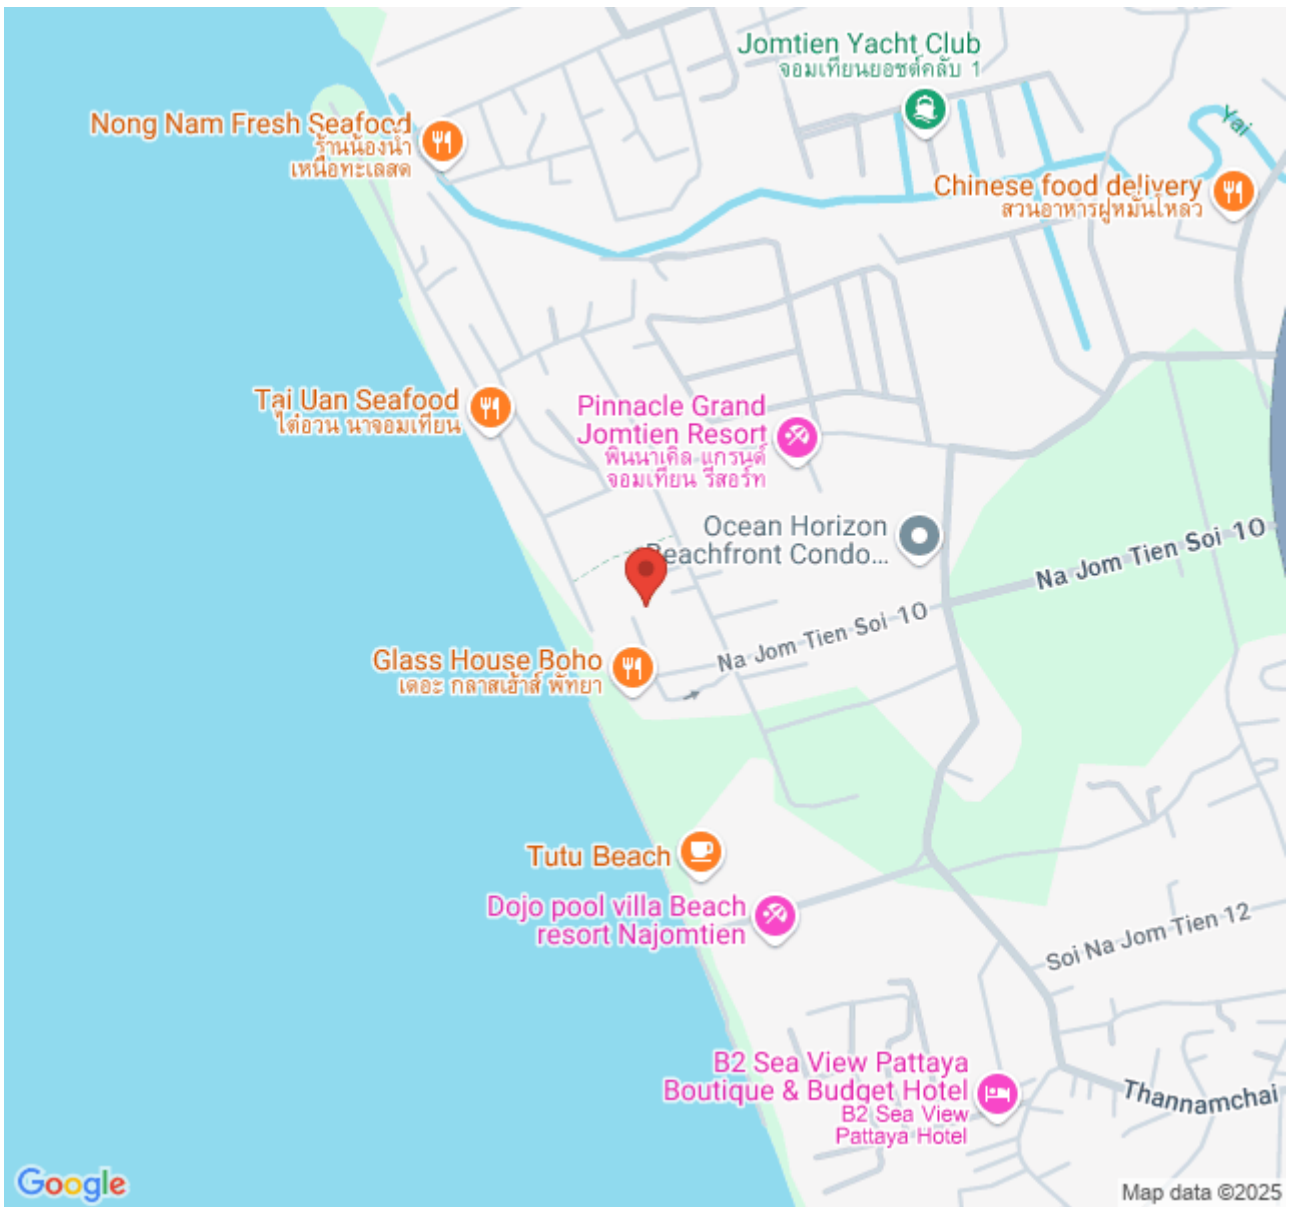 Jomtien Yacht Club
จอมเทียนยอชต์คลับ 1
Nong Nam Fresh Seafood
ร้านน้องน้ำ
เหนือทะเลสด
Yai
Chinese food delivery
สวนอาหารฝูหมั่นโหลว
Tai Uan Seafood
ไต๋อวน นาจอมเทียน
Pinnacle Grand
Jomtien Resort
พินนาเคิล แกรนด์
จอมเทียน รีสอร์ท
Ocean Horizon
Beachfront Condo...
Na Jom Tien Soi 10
Na Jom Tien Soi 10
Glass House Boho
เดอะ กลาสเฮ้าส์ พัทยา
Tutu Beach
Dojo pool villa Beach
resort Najomtien
Soi Na Jom Tien 12
B2 Sea View Pattaya
Boutique & Budget Hotel
B2 Sea View
Pattaya Hotel
Thannamchai
Google
Map data ©2025